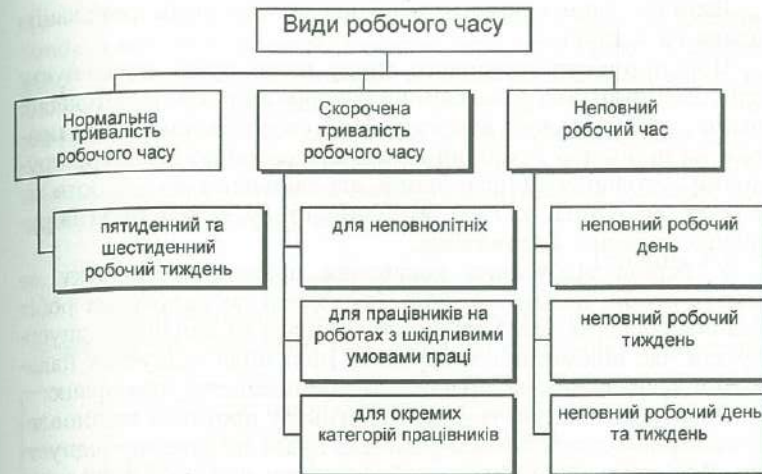 Види робочого часу
Нормальна
тривалість
робочого часу
Скорочена
тривалість
робочого часу
Неповний
робочий час
пятиденний та
шестиденний
робочий тиждень
для неповнолітніх
неповний робочий
день
для працівників на
роботах з шкідливими
умовами праці
неповний робочий
тиждень
для окремих
категорій працівників
неповний робочий день
та тиждень